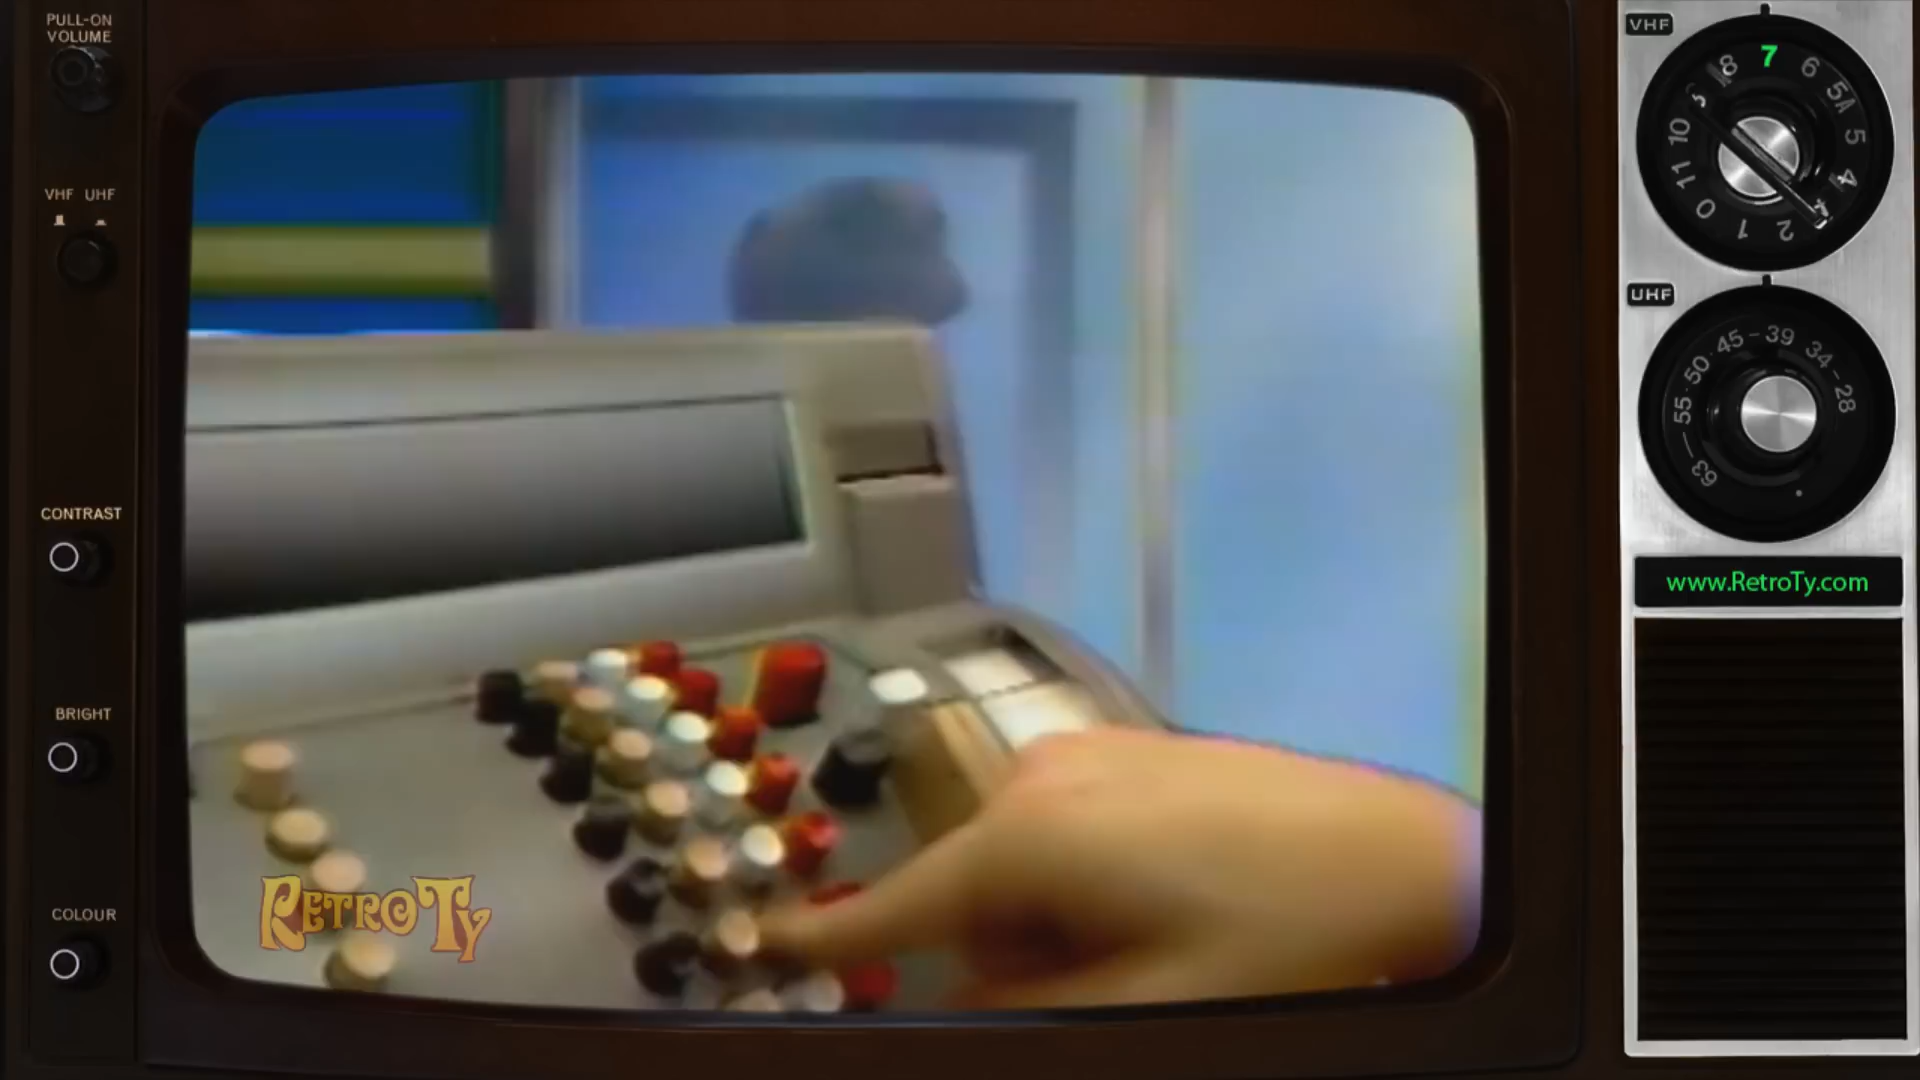 PULL-ON
VOLUME
VHF UHF
CONTRAST
BRIGHT
COLOUR
RETROTY
VHF
7
6
5A
5
4
2
1
0
11
10
8
UHF
63
55
50
45
39
34
28
www.RetroTy.com